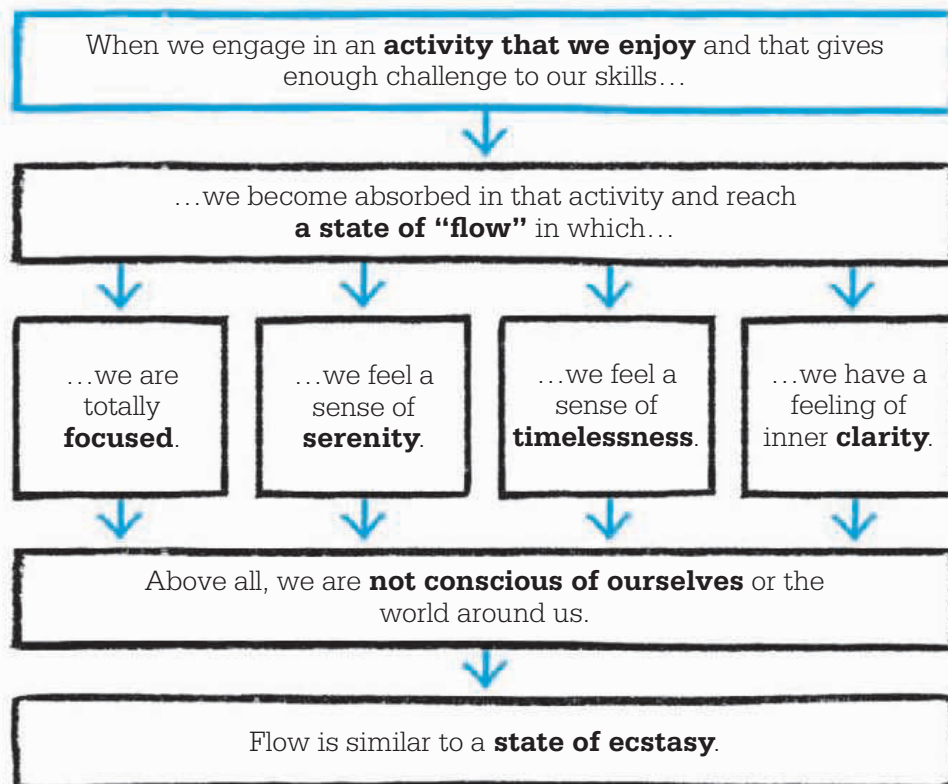 When we engage in an activity that we enjoy and that gives
enough challenge to our skills…
…we become absorbed in that activity and reach
a state of “flow” in which…
…we are
totally
focused.
…we feel a
sense of
serenity.
…we feel a
sense of
timelessness.
…we have a
feeling of
inner clarity.
Above all, we are not conscious of ourselves or the
world around us.
Flow is similar to a state of ecstasy.